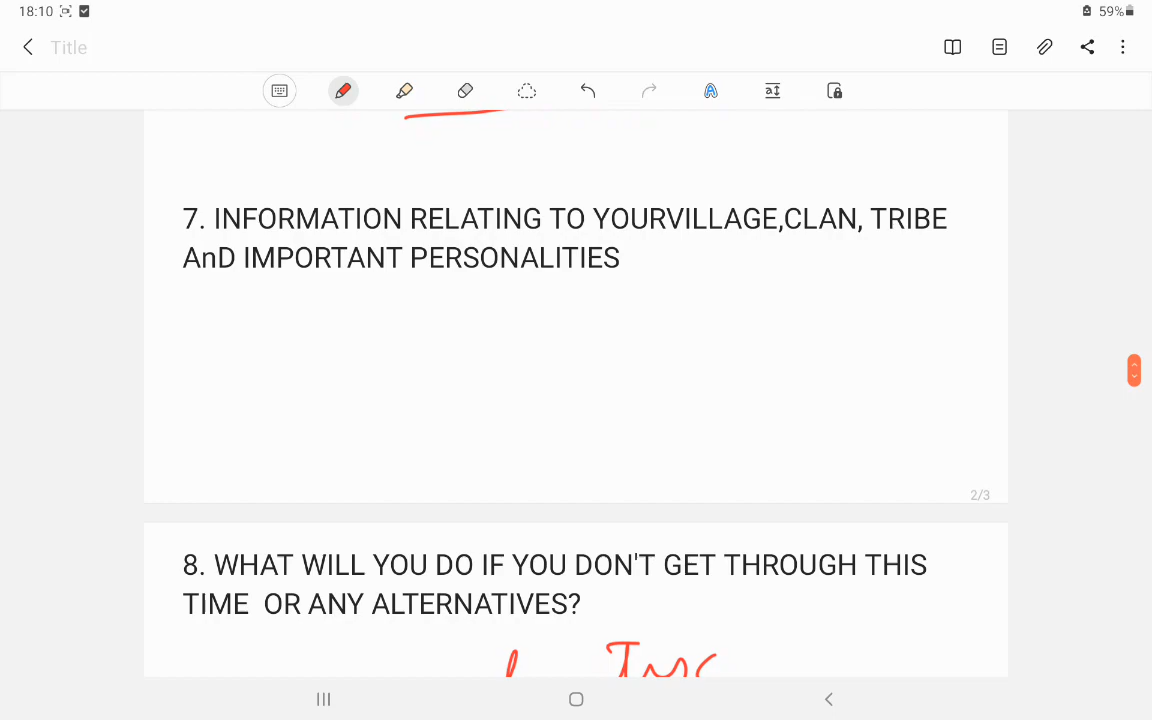 18:10
59%
Title
7. INFORMATION RELATING TO YOURVILLAGE,CLAN, TRIBE
AnD IMPORTANT PERSONALITIES
2/3
8. WHAT WILL YOU DO IF YOU DON'T GET THROUGH THIS
TIME  OR ANY ALTERNATIVES?